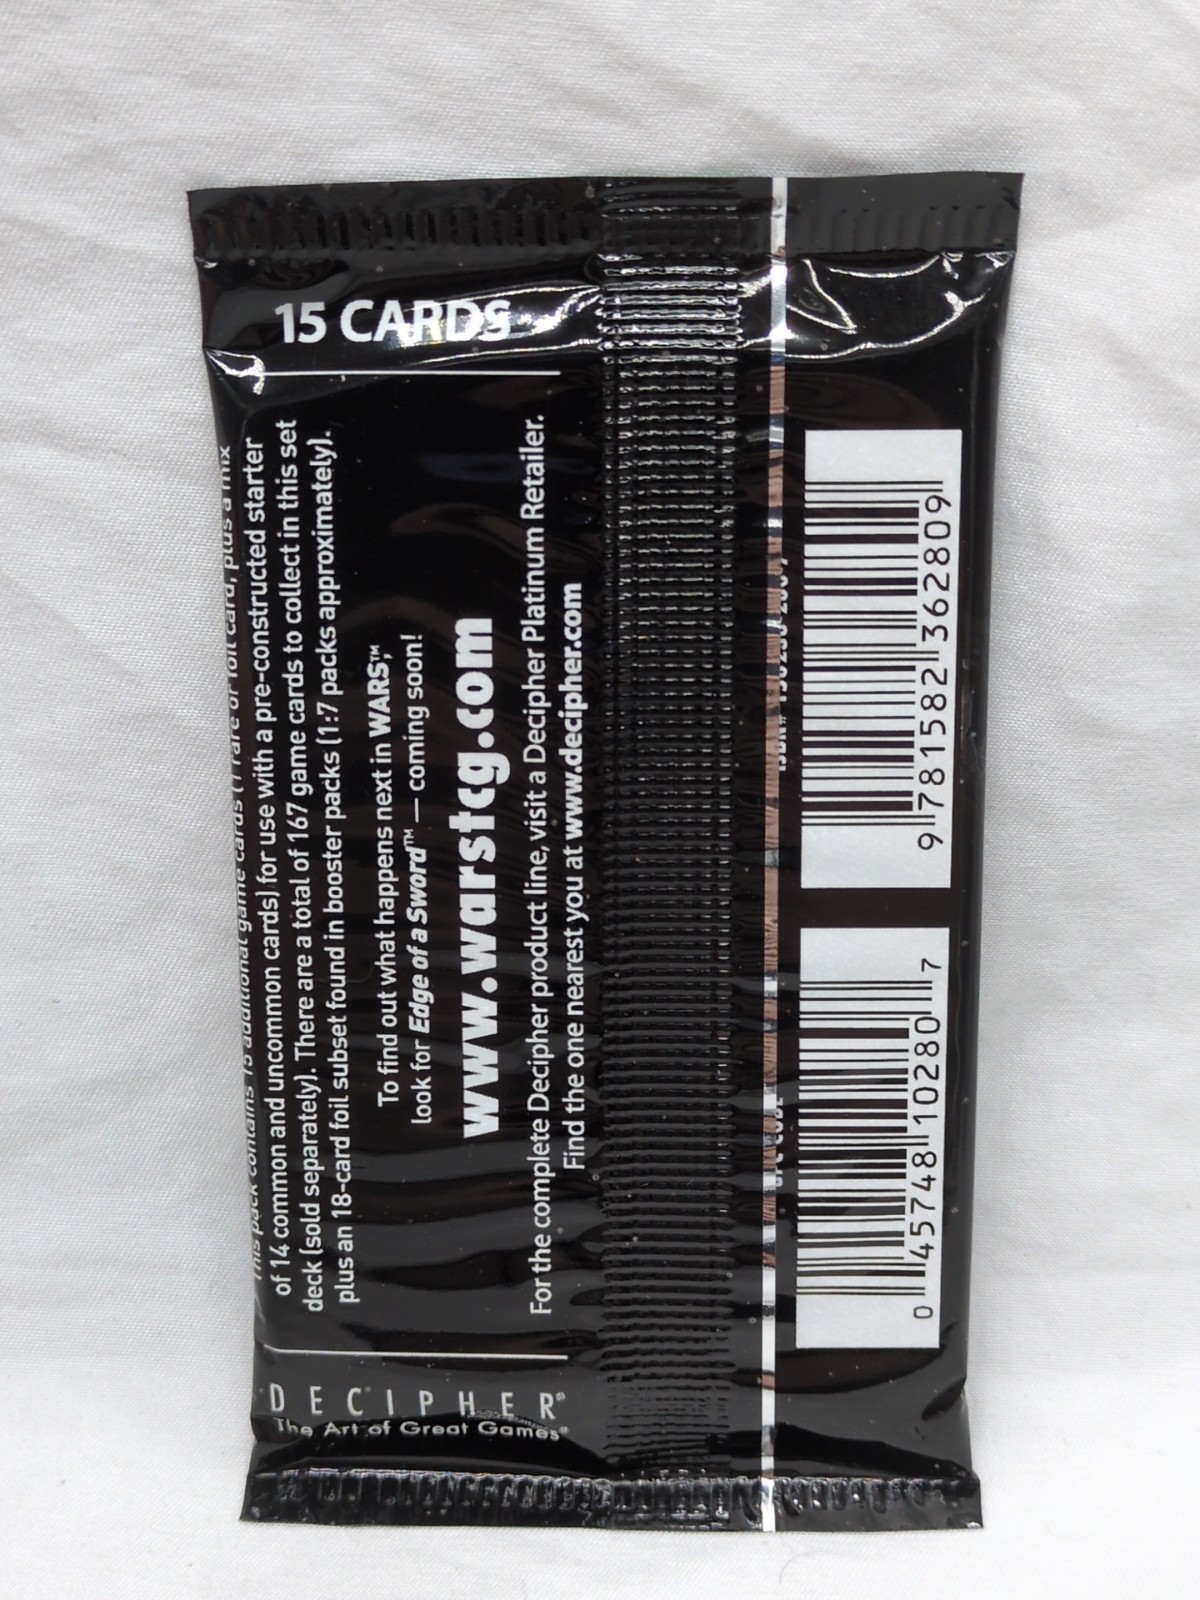 15 CARDS
This pack contains 15 additional game cards (1 rare or foil card, plus a mix
of 14 common and uncommon cards) for use with a pre-constructed starter
deck (sold separately). There are a total of 167 game cards to collect in this set
plus an 18-card foil subset found in booster packs (1:7 packs approximately).
To find out what happens next in WARS™,
look for Edge of a Sword™ — coming soon!
www.warstcg.com
For the complete Decipher product line, visit a Decipher Platinum Retailer.
Find the one nearest you at www.decipher.com
DECIPHER®
The Art of Great Games®
ISBN#
9 781582 362809
UPC CODE
0 45748 10280 7